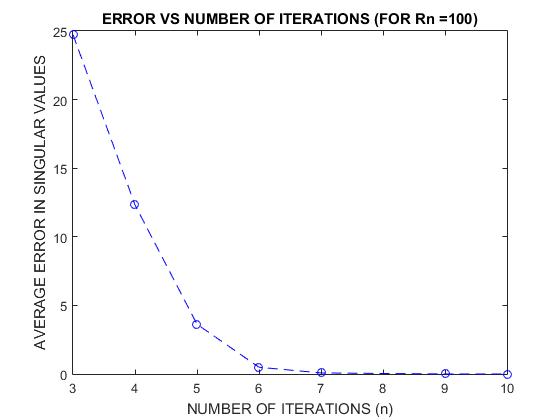 ERROR VS NUMBER OF ITERATIONS (FOR Rn =100)
AVERAGE ERROR IN SINGULAR VALUES
25
20
15
10
5
0
3 4 5 6 7 8 9 10
NUMBER OF ITERATIONS (n)